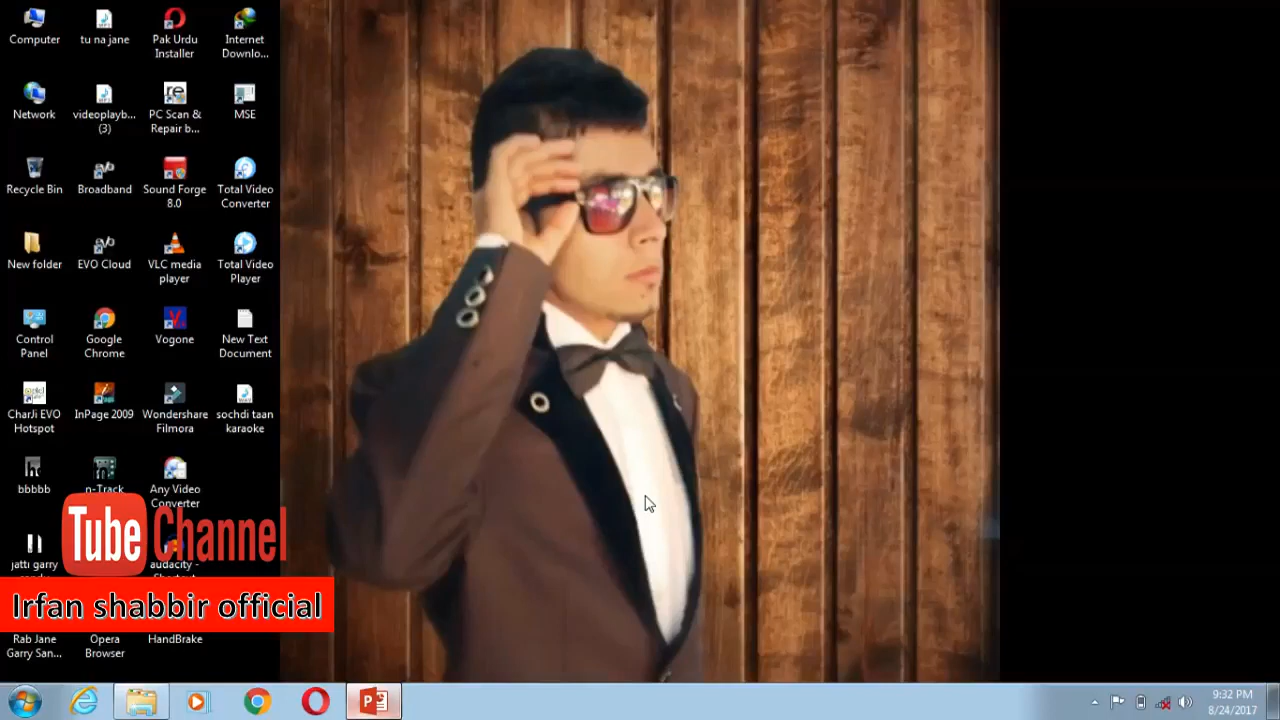 Computer
tu na jane
Pak Urdu
Installer
Internet
Downlo...
Network
videoplayb...
(3)
PC Scan &
Repair b...
MSE
Recycle Bin
Broadband
Sound Forge
8.0
Total Video
Converter
New folder
EVO Cloud
VLC media
player
Total Video
Player
Control
Panel
Google
Chrome
Vogone
New Text
Document
CharJi EVO
Hotspot
InPage 2009
Wondershare
Filmora
sochdi taan
karaoke
bbbbb
n-Track
Any Video
Converter
Tube Channel
jatti garry
audacity -
Irfan shabbir official
Rab Jane
Garry San...
Opera
Browser
HandBrake
9:32 PM
8/24/2017